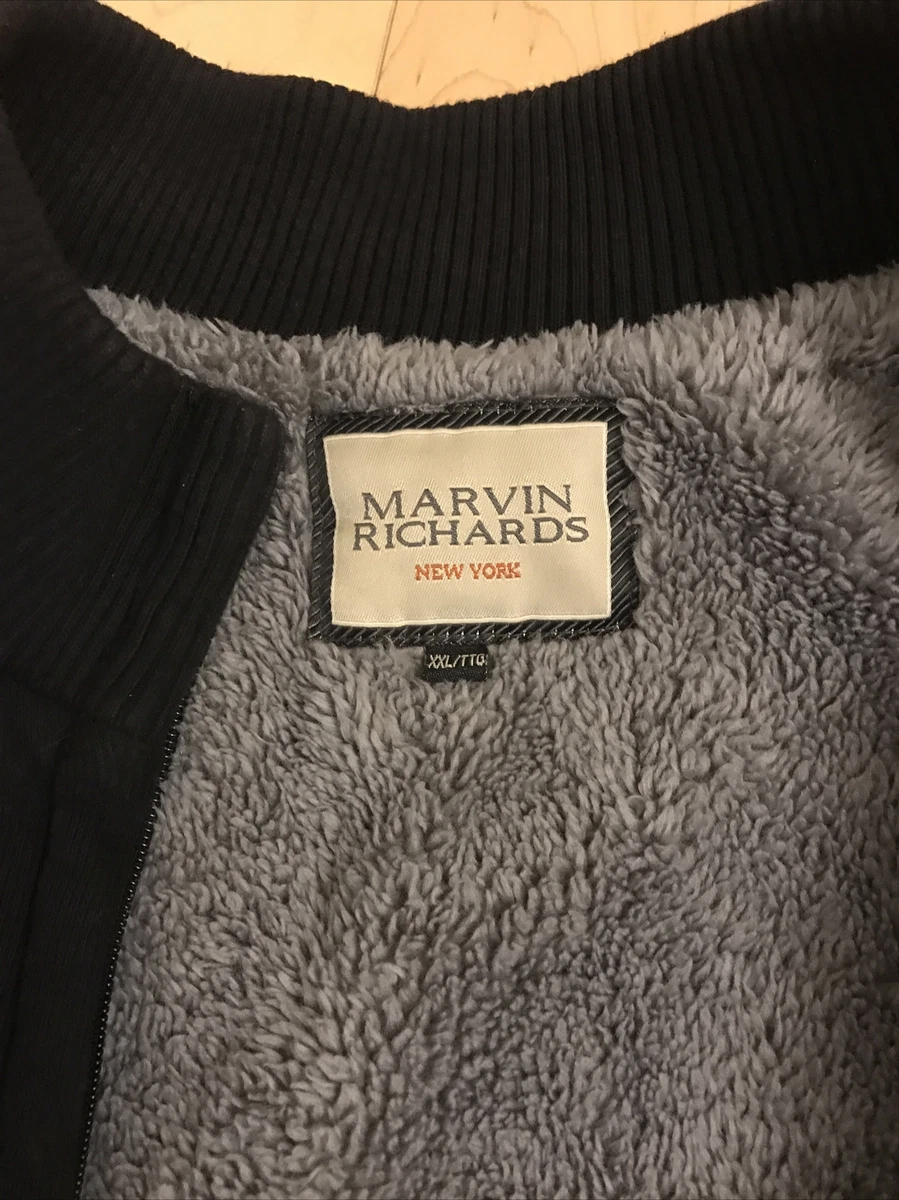 MARVIN
RICHARDS
NEW YORK
XXL/TTG